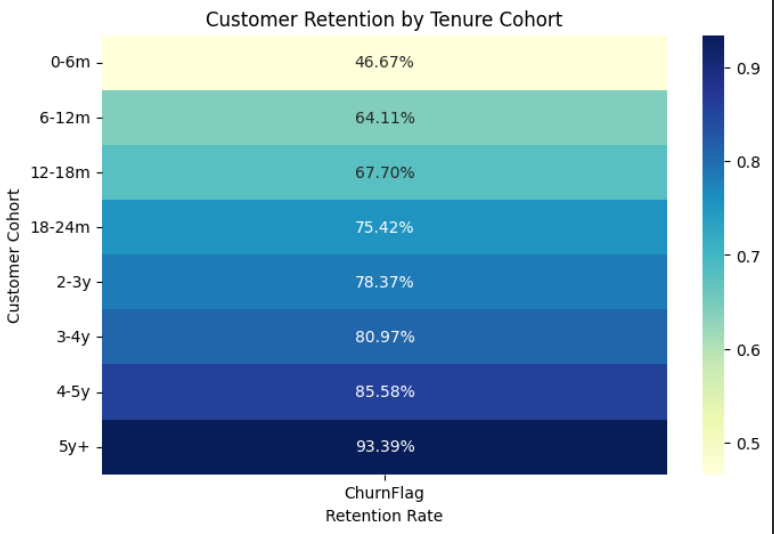 Customer Retention by Tenure Cohort
0-6m 46.67%
6-12m 64.11%
12-18m 67.70%
18-24m 75.42%
2-3y 78.37%
3-4y 80.97%
4-5y 85.58%
5y+ 93.39%
Customer Cohort
ChurnFlag
Retention Rate
0.9
0.8
0.7
0.6
0.5